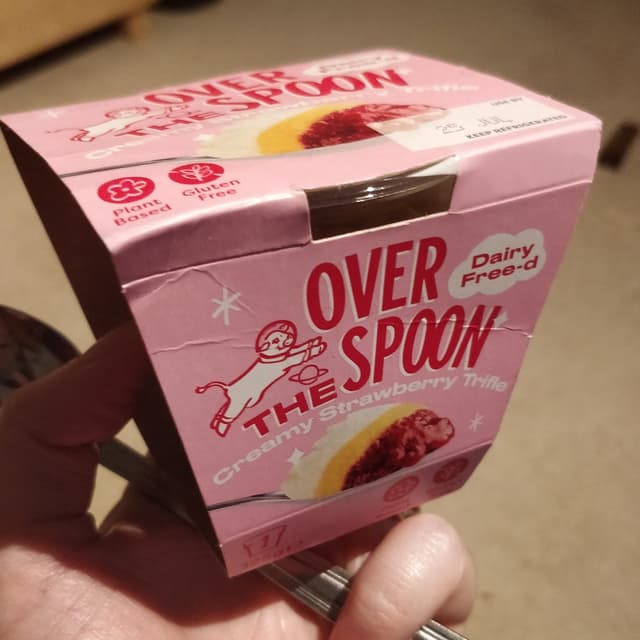 OVER
THE SPOON
Creamy Strawberry Trifle
USE BY
25 JUL
KEEP REFRIGERATED
Plant
Based
Gluten
Free
OVER
THE SPOON
Dairy
Free-d
Creamy Strawberry Trifle
1